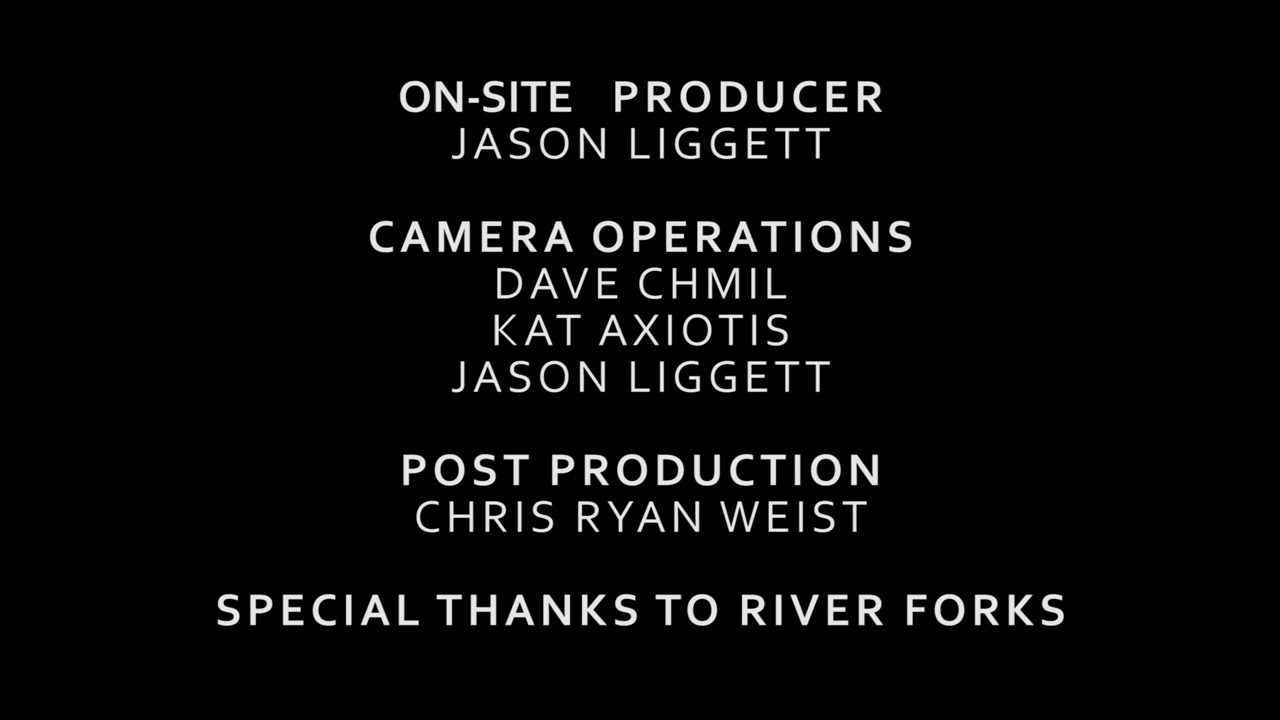 ON-SITE PRODUCER
JASON LIGGETT
CAMERA OPERATIONS
DAVE CHMIL
KAT AXIOTIS
JASON LIGGETT
POST PRODUCTION
CHRIS RYAN WEIST
SPECIAL THANKS TO RIVER FORKS